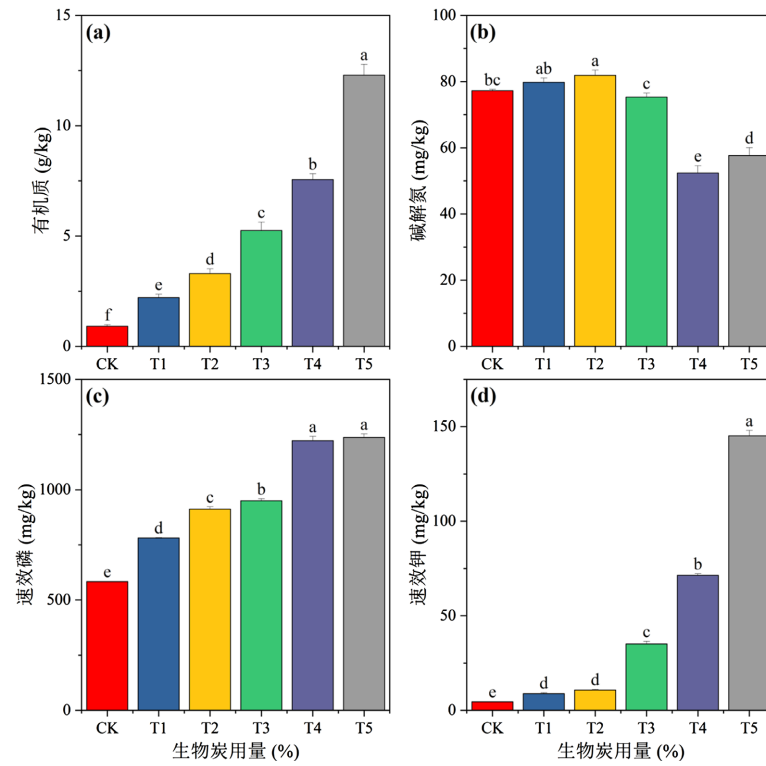 (a)
有机质 (g/kg)
15
10
5
0
f
e
d
c
b
a
CK T1 T2 T3 T4 T5
(b)
碱解氮 (mg/kg)
100
80
60
40
20
0
bc
ab
a
c
e
d
CK T1 T2 T3 T4 T5
(c)
速效磷 (mg/kg)
1500
1000
500
0
e
d
c
b
a
a
CK T1 T2 T3 T4 T5
生物炭用量 (%)
(d)
速效钾 (mg/kg)
150
100
50
0
e
d
d
c
b
a
CK T1 T2 T3 T4 T5
生物炭用量 (%)